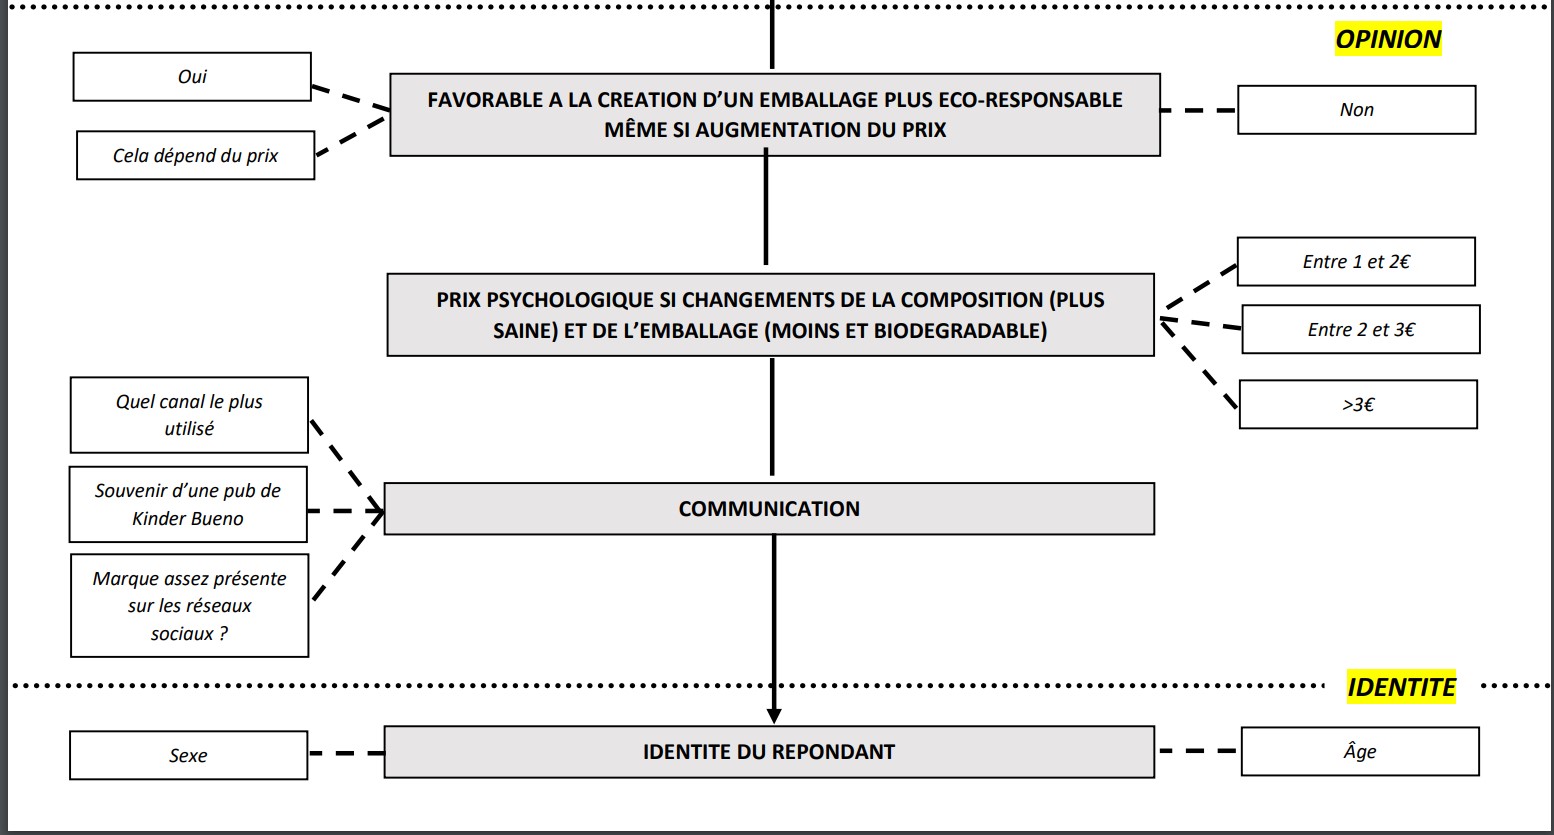 OPINION
Oui
FAVORABLE A LA CREATION D’UN EMBALLAGE PLUS ECO-RESPONSABLE
MÊME SI AUGMENTATION DU PRIX
Non
Cela dépend du prix
Entre 1 et 2€
PRIX PSYCHOLOGIQUE SI CHANGEMENTS DE LA COMPOSITION (PLUS
SAINE) ET DE L’EMBALLAGE (MOINS ET BIODEGRADABLE)
Entre 2 et 3€
>3€
Quel canal le plus
utilisé
Souvenir d’une pub de
Kinder Bueno
COMMUNICATION
Marque assez présente
sur les réseaux
sociaux ?
IDENTITE
Sexe
IDENTITE DU REPONDANT
Âge